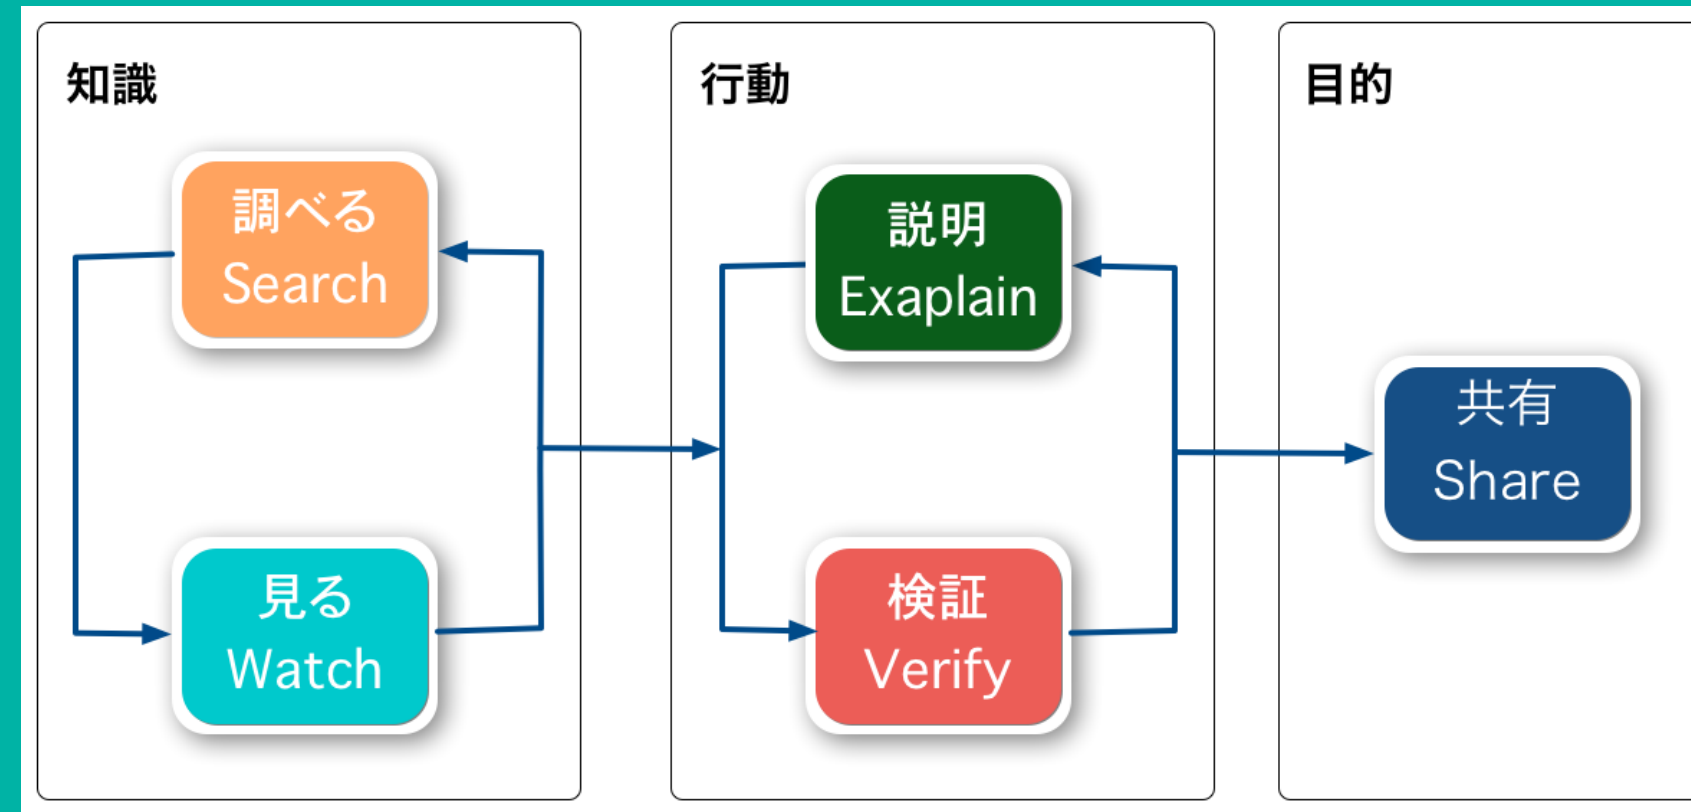 知識
調べる
Search
見る
Watch
行動
説明
Exaplain
検証
Verify
目的
共有
Share